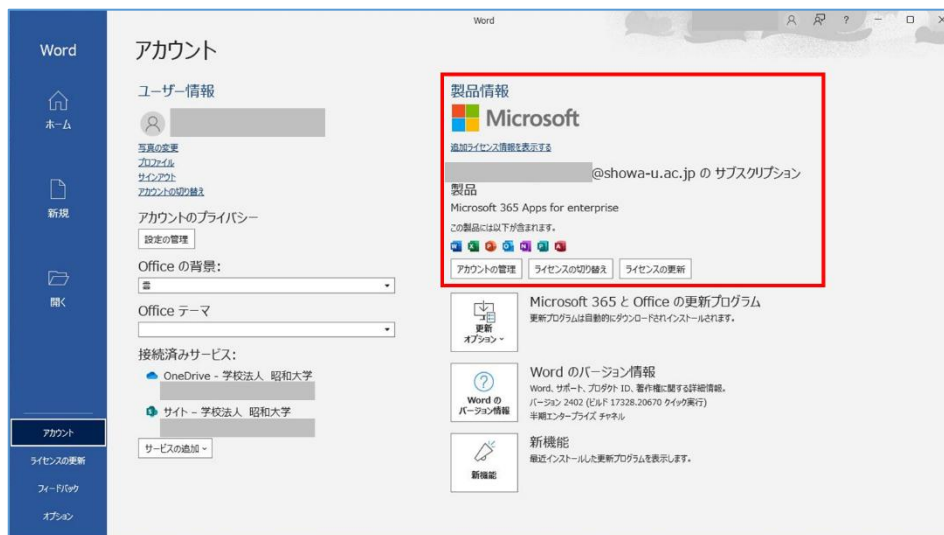 Word
Word
アカウント
ホーム
新規
開く
アカウント
ライセンスの更新
フィードバック
オプション
ユーザー情報
写真の変更
プロファイル
サインアウト
アカウントの切り替え
アカウントのプライバシー
設定の管理
Office の背景:
雲
Office テーマ
接続済みサービス:
OneDrive - 学校法人 昭和大学
サイト - 学校法人 昭和大学
サービスの追加
製品情報
Microsoft
追加ライセンス情報を表示する
@showa-u.ac.jp の サブスクリプション
製品
Microsoft 365 Apps for enterprise
この製品には以下が含まれます。
アカウントの管理 ライセンスの切り替え ライセンスの更新
更新
オプション
Microsoft 365 と Office の更新プログラム
更新プログラムは自動的にダウンロードされインストールされます。
Word の
バージョン情報
Word のバージョン情報
Word、サポート、プロダクト ID、著作権に関する詳細情報。
バージョン 2402 (ビルド 17328.20670 クイック実行)
半期エンタープライズ チャネル
新機能
新機能
最近インストールした更新プログラムを表示します。